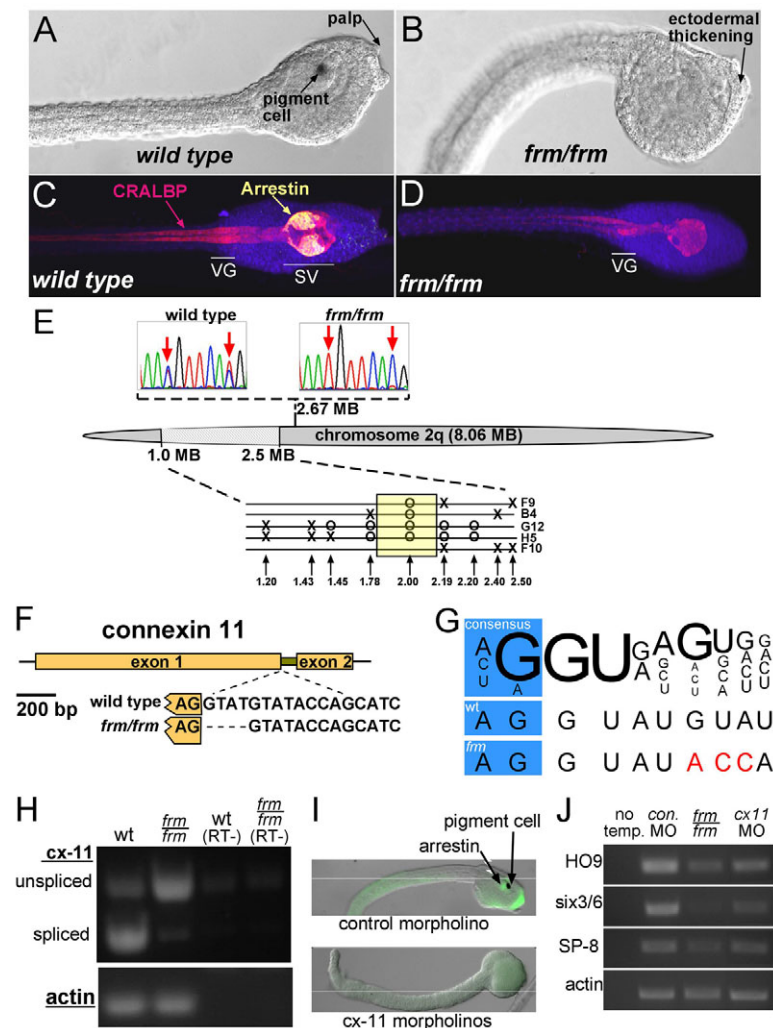 A
palp
pigment
cell
wild type
B
ectodermal
thickening
frm/frm
C
CRALBP
Arrestin
VG
SV
wild type
D
VG
frm/frm
E
wild type
frm/frm
2.67 MB
chromosome 2q (8.06 MB)
1.0 MB
2.5 MB
O X X F9
X O X B4
X X O O O O O G12
X X X O O O O H5
X X X F10
1.20 1.43 1.45 1.78 2.00 2.19 2.20 2.40 2.50
F
connexin 11
exon 1
exon 2
200 bp
wild type AG GTATGTATACCAGCATC
frm/frm AG ----GTATACCAGCATC
G
consensus
wt
A G G U A U G U A U
frm
A G G U A U A C C A
H
wt
frm
frm
wt
(RT-)
frm
frm
(RT-)
cx-11
unspliced
spliced
actin
I
pigment cell
arrestin
control morpholino
cx-11 morpholinos
J
no
temp.
con.
MO
frm
frm
cx11
MO
HO9
six3/6
SP-8
actin